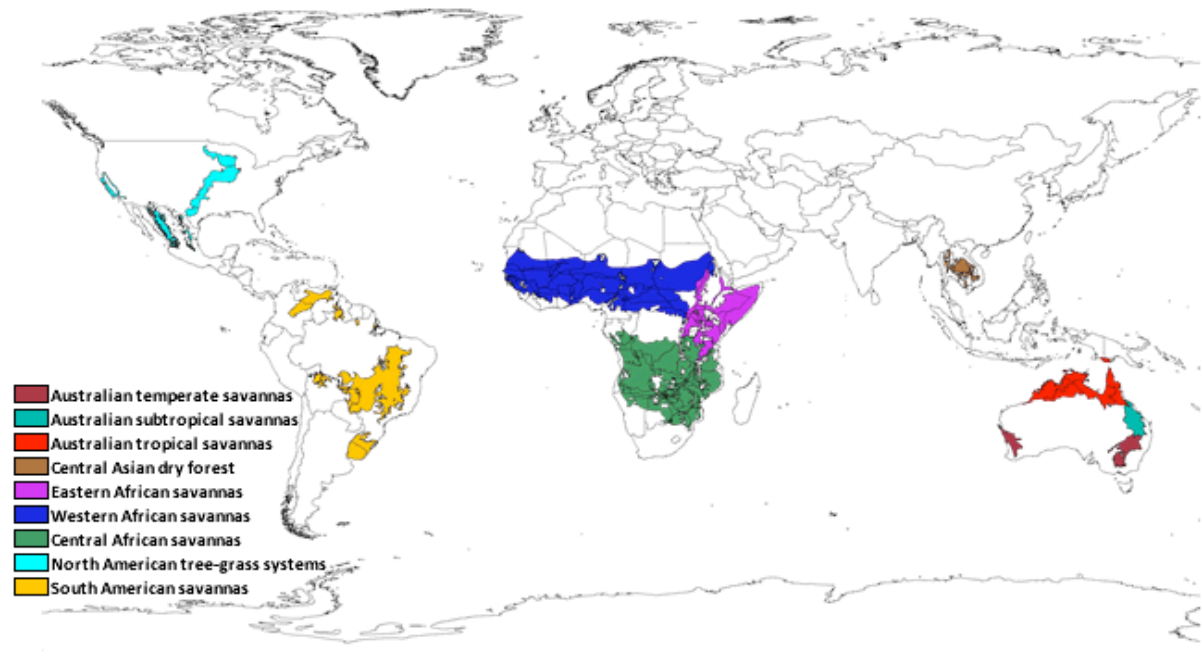 Australian temperate savannas
Australian subtropical savannas
Australian tropical savannas
Central Asian dry forest
Eastern African savannas
Western African savannas
Central African savannas
North American tree-grass systems
South American savannas